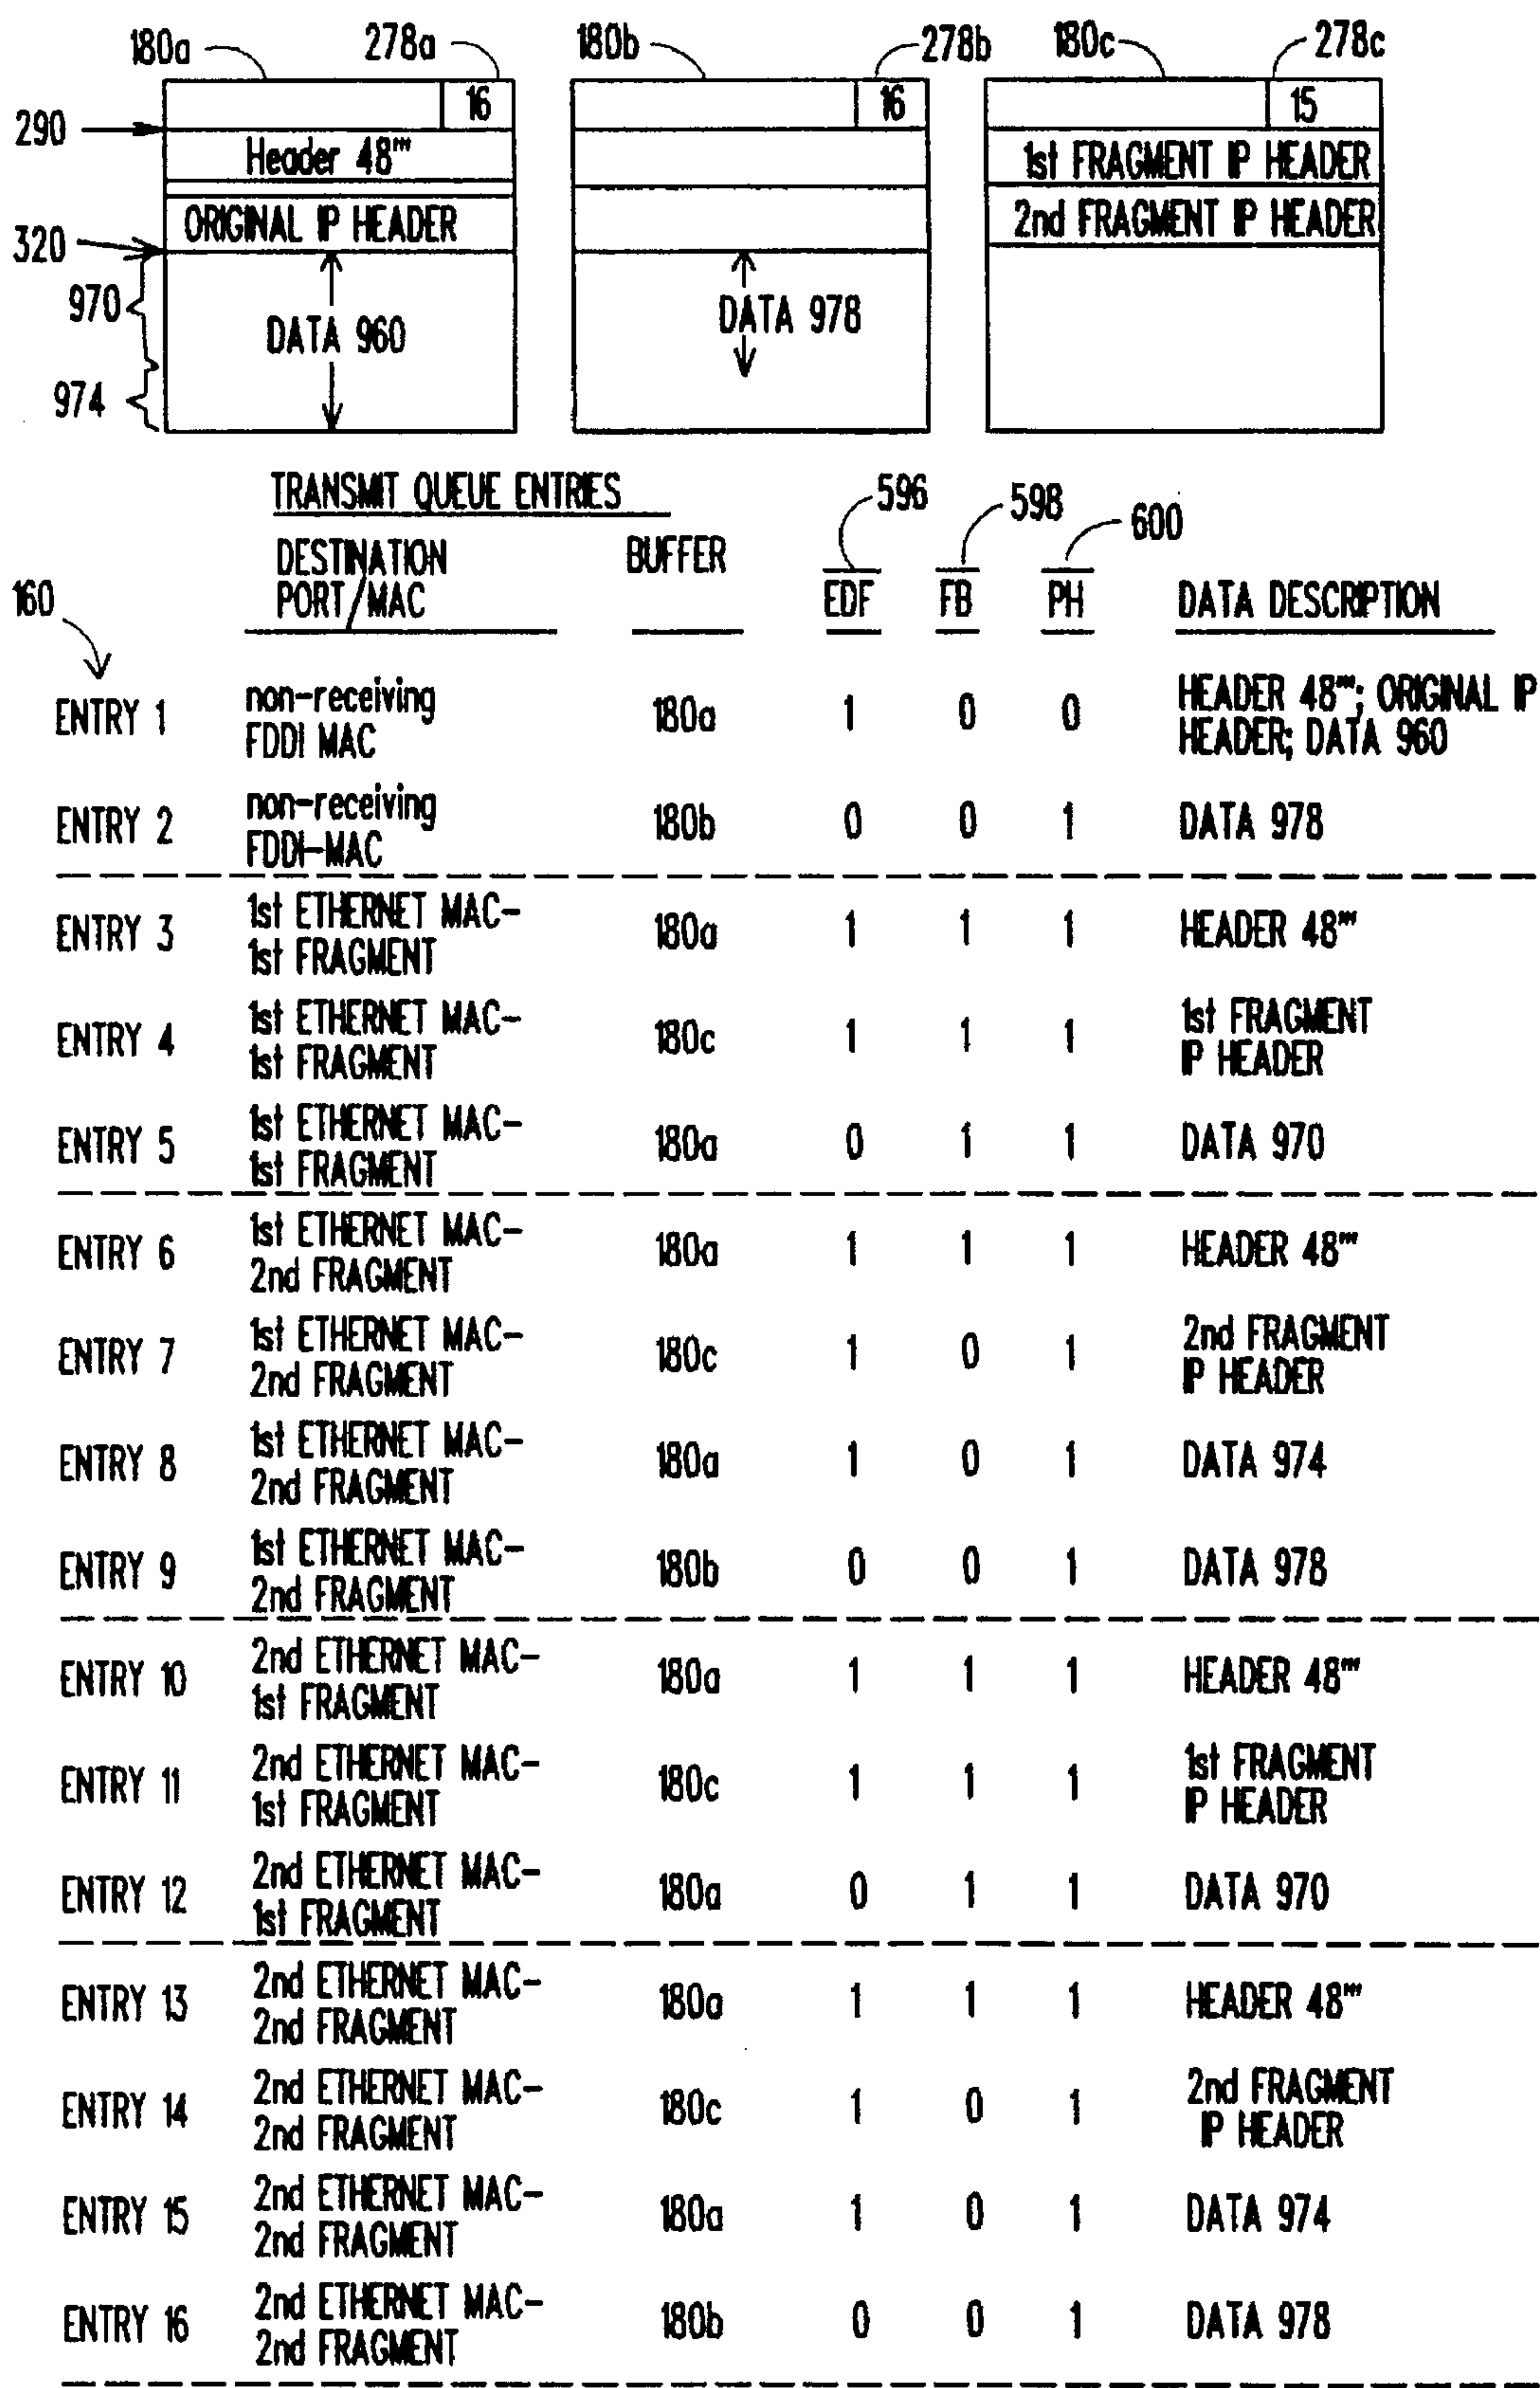 180a 278a 180b 278b 180c 278c
16 16 15
290
Header 48''' 1st FRAGMENT IP HEADER
ORIGINAL IP HEADER 2nd FRAGMENT IP HEADER
320
970
DATA 960 DATA 978
974
TRANSMIT QUEUE ENTRIES 596 598 600
DESTINATION BUFFER
160 PORT/MAC EDF FB PH DATA DESCRIPTION
ENTRY 1 non-receiving 180a 1 0 0 HEADER 48'''; ORIGINAL IP
FDDI MAC HEADER; DATA 960
ENTRY 2 non-receiving 180b 0 0 1 DATA 978
FDDI-MAC
ENTRY 3 1st ETHERNET MAC- 180a 1 1 1 HEADER 48'''
1st FRAGMENT
ENTRY 4 1st ETHERNET MAC- 180c 1 1 1 1st FRAGMENT
1st FRAGMENT IP HEADER
ENTRY 5 1st ETHERNET MAC- 180a 0 1 1 DATA 970
1st FRAGMENT
ENTRY 6 1st ETHERNET MAC- 180a 1 1 1 HEADER 48'''
2nd FRAGMENT
ENTRY 7 1st ETHERNET MAC- 180c 1 0 1 2nd FRAGMENT
2nd FRAGMENT IP HEADER
ENTRY 8 1st ETHERNET MAC- 180a 1 0 1 DATA 974
2nd FRAGMENT
ENTRY 9 1st ETHERNET MAC- 180b 0 0 1 DATA 978
2nd FRAGMENT
ENTRY 10 2nd ETHERNET MAC- 180a 1 1 1 HEADER 48'''
1st FRAGMENT
ENTRY 11 2nd ETHERNET MAC- 180c 1 1 1 1st FRAGMENT
1st FRAGMENT IP HEADER
ENTRY 12 2nd ETHERNET MAC- 180a 0 1 1 DATA 970
1st FRAGMENT
ENTRY 13 2nd ETHERNET MAC- 180a 1 1 1 HEADER 48'''
2nd FRAGMENT
ENTRY 14 2nd ETHERNET MAC- 180c 1 0 1 2nd FRAGMENT
2nd FRAGMENT IP HEADER
ENTRY 15 2nd ETHERNET MAC- 180a 1 0 1 DATA 974
2nd FRAGMENT
ENTRY 16 2nd ETHERNET MAC- 180b 0 0 1 DATA 978
2nd FRAGMENT